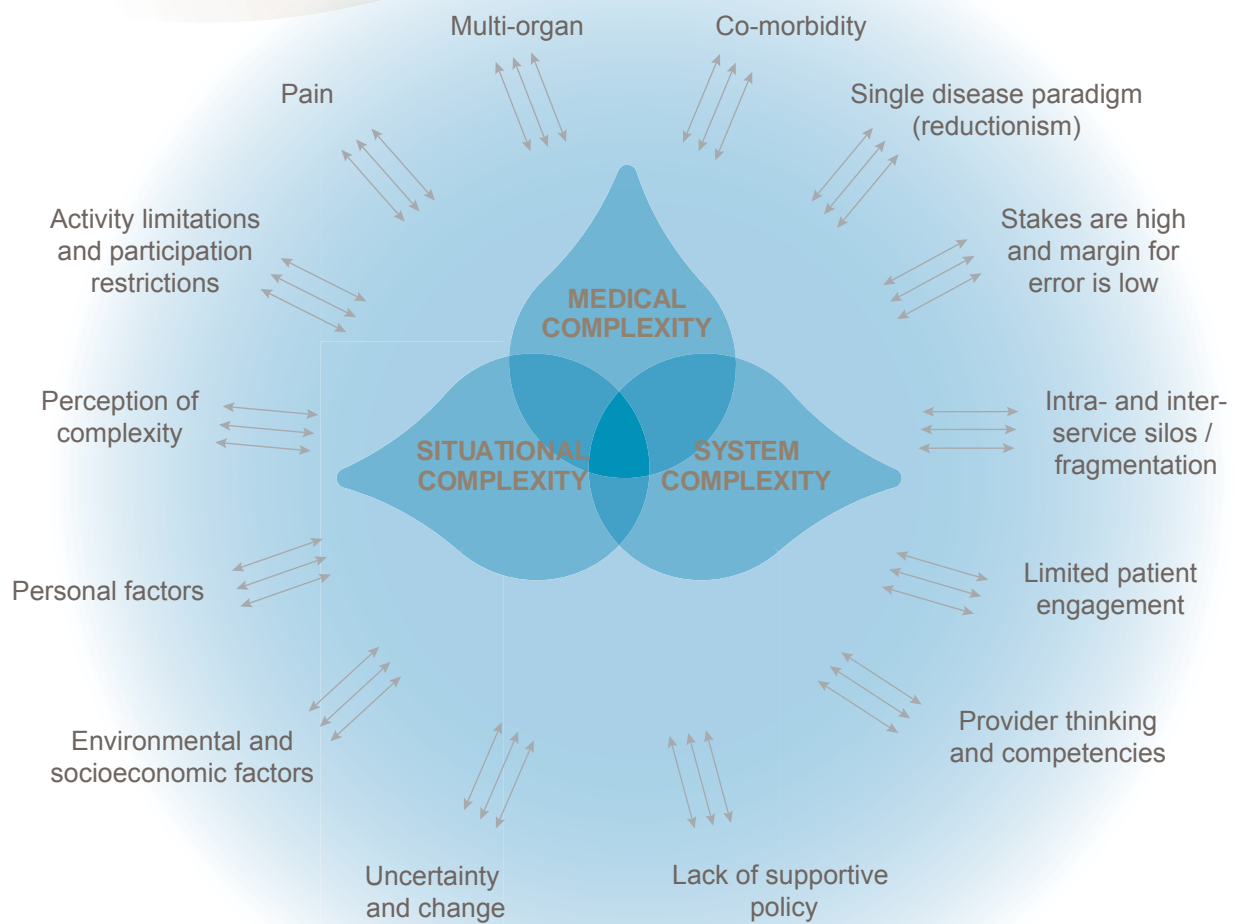 Multi-organ
Co-morbidity
Pain
Single disease paradigm
(reductionism)
Activity limitations
and participation
restrictions
Stakes are high
and margin for
error is low
MEDICAL
COMPLEXITY
Perception of
complexity
Intra- and inter-
service silos /
fragmentation
SITUATIONAL
COMPLEXITY
SYSTEM
COMPLEXITY
Personal factors
Limited patient
engagement
Environmental and
socioeconomic factors
Provider thinking
and competencies
Uncertainty
and change
Lack of supportive
policy